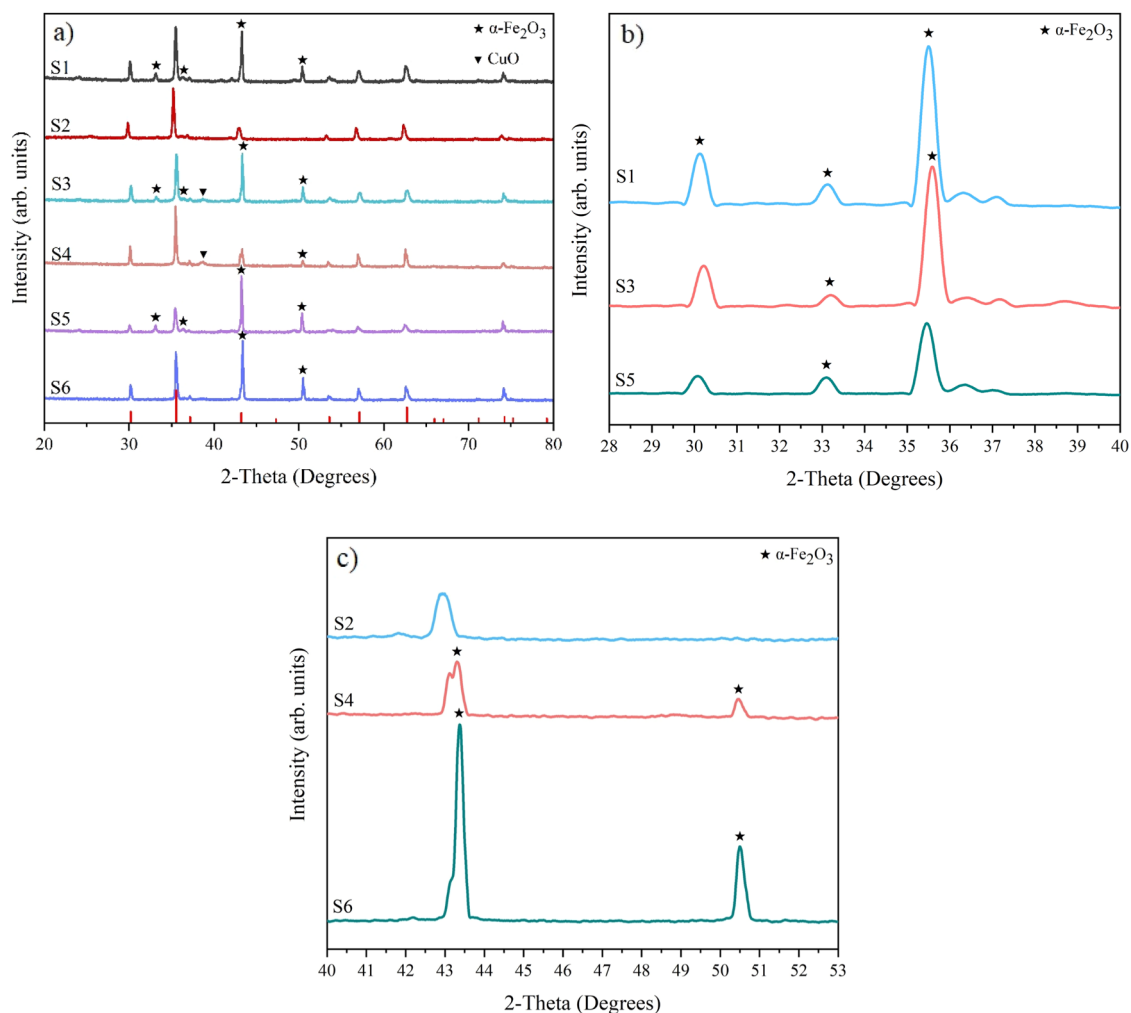 a)
★ α-Fe₂O₃
▼ CuO
S1
S2
S3
S4
S5
S6
Intensity (arb. units)
20 30 40 50 60 70 80
2-Theta (Degrees)
b)
★ α-Fe₂O₃
S1
S3
S5
Intensity (arb. units)
28 29 30 31 32 33 34 35 36 37 38 39 40
2-Theta (Degrees)
c)
★ α-Fe₂O₃
S2
S4
S6
Intensity (arb. units)
40 41 42 43 44 45 46 47 48 49 50 51 52 53
2-Theta (Degrees)